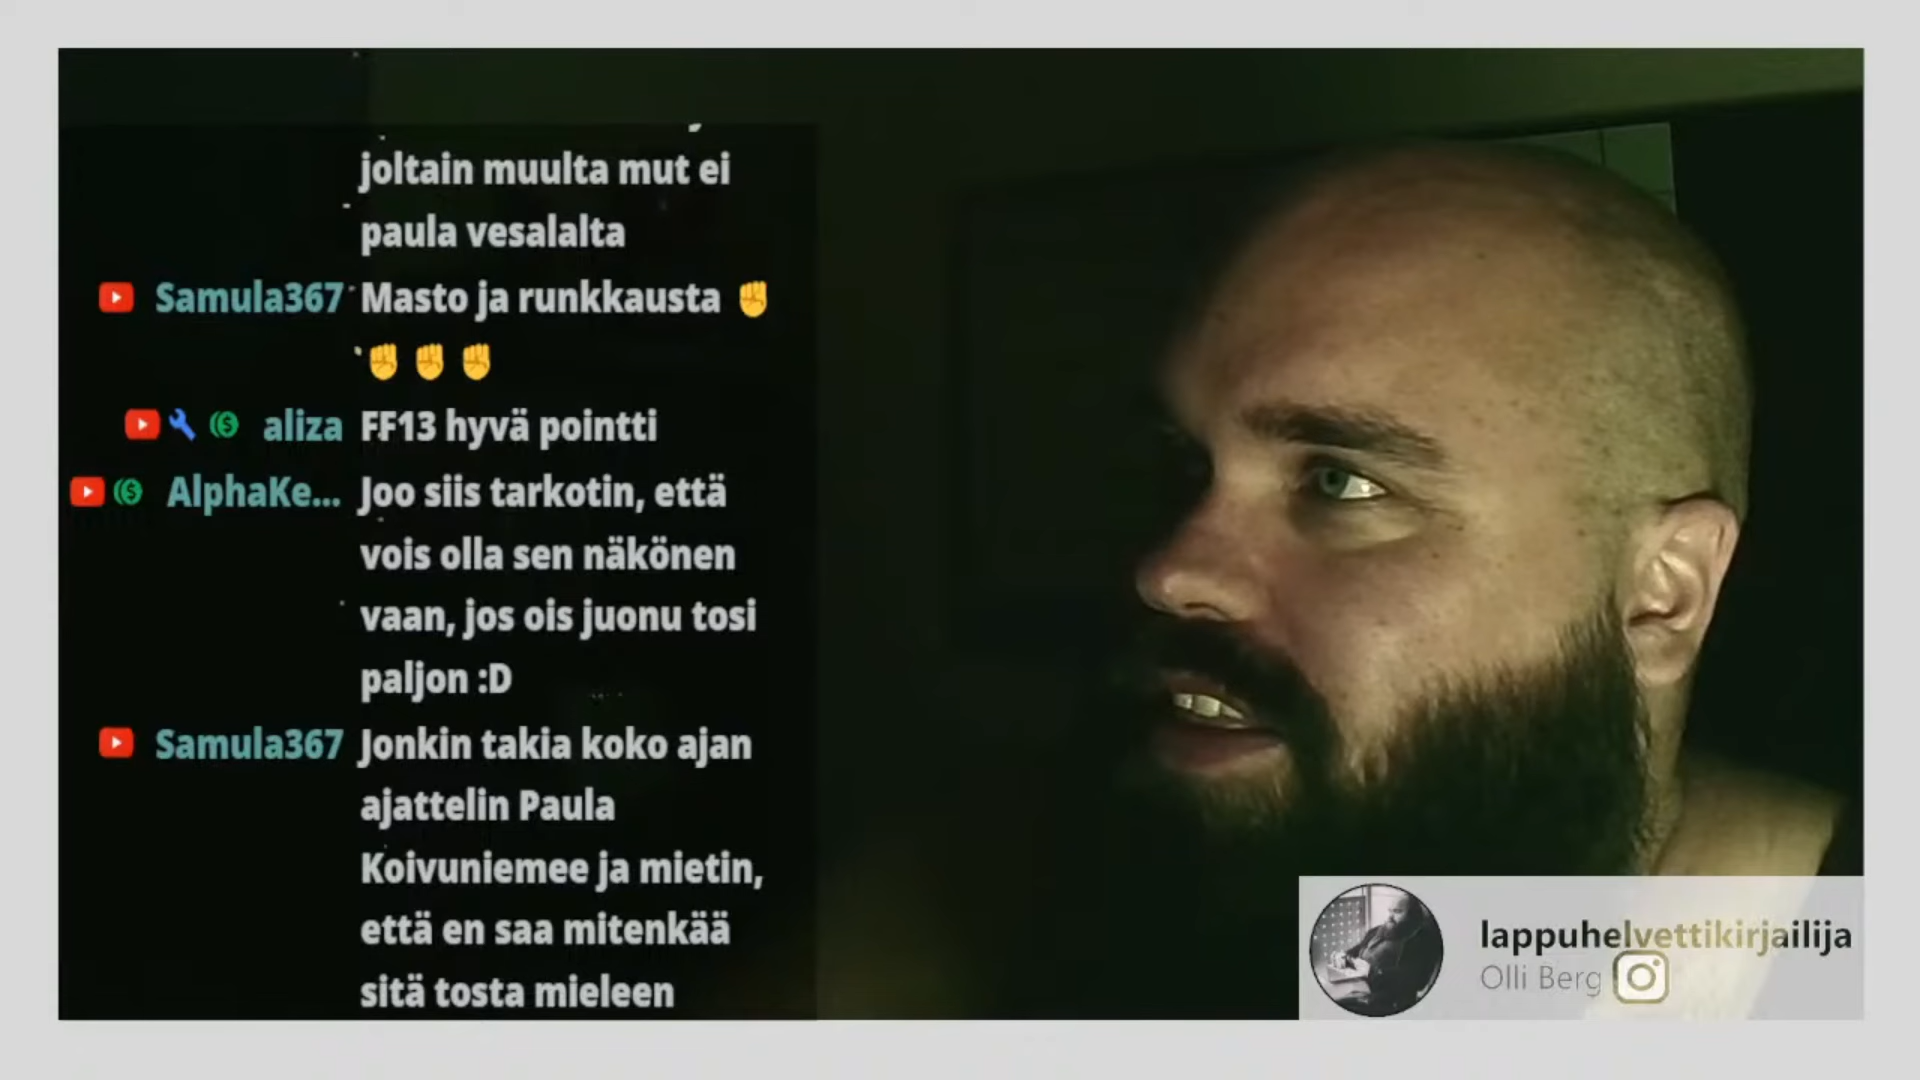 joltain muulta mut ei
paula vesalalta
Samula367 Masto ja runkkausta ✊
✊ ✊ ✊
aliza FF13 hyvä pointti
AlphaKe... Joo siis tarkotin, että
vois olla sen näkönen
vaan, jos ois juonu tosi
paljon :D
Samula367 Jonkin takia koko ajan
ajattelin Paula
Koivuniemee ja mietin,
että en saa mitenkää
sitä tosta mieleen
lappuhelvettikirjailija
Olli Berg